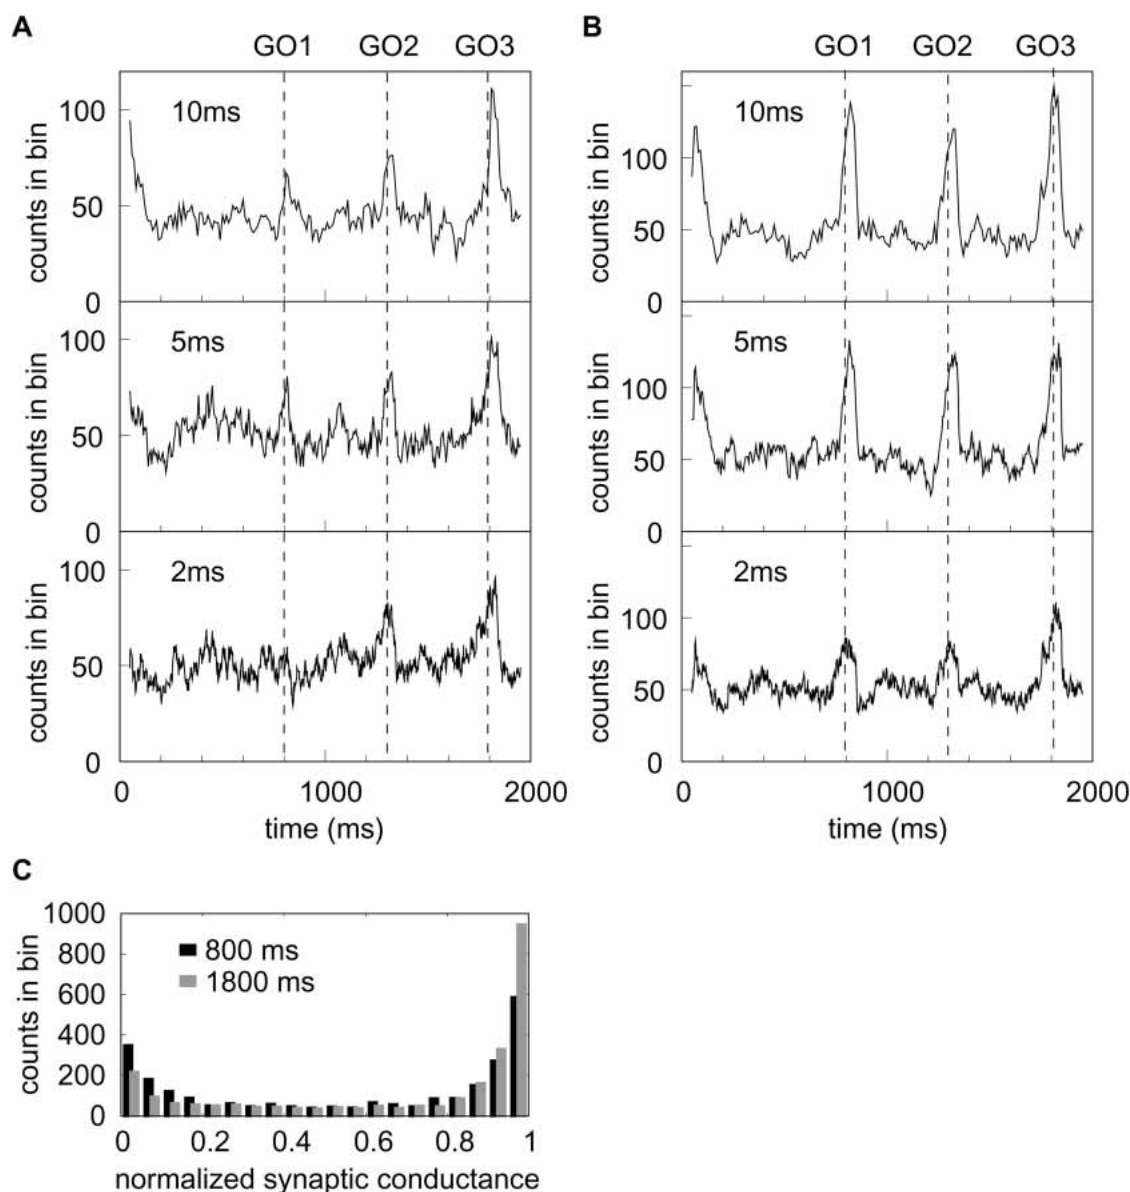 A
GO1 GO2 GO3
10ms
counts in bin
100
50
0
5ms
counts in bin
100
50
0
2ms
counts in bin
100
50
0
0 1000 2000
time (ms)
B
GO1 GO2 GO3
10ms
counts in bin
100
50
0
5ms
counts in bin
100
50
0
2ms
counts in bin
100
50
0
0 1000 2000
time (ms)
C
counts in bin
1000
800
600
400
200
0
800 ms
1800 ms
0 0.2 0.4 0.6 0.8 1
normalized synaptic conductance